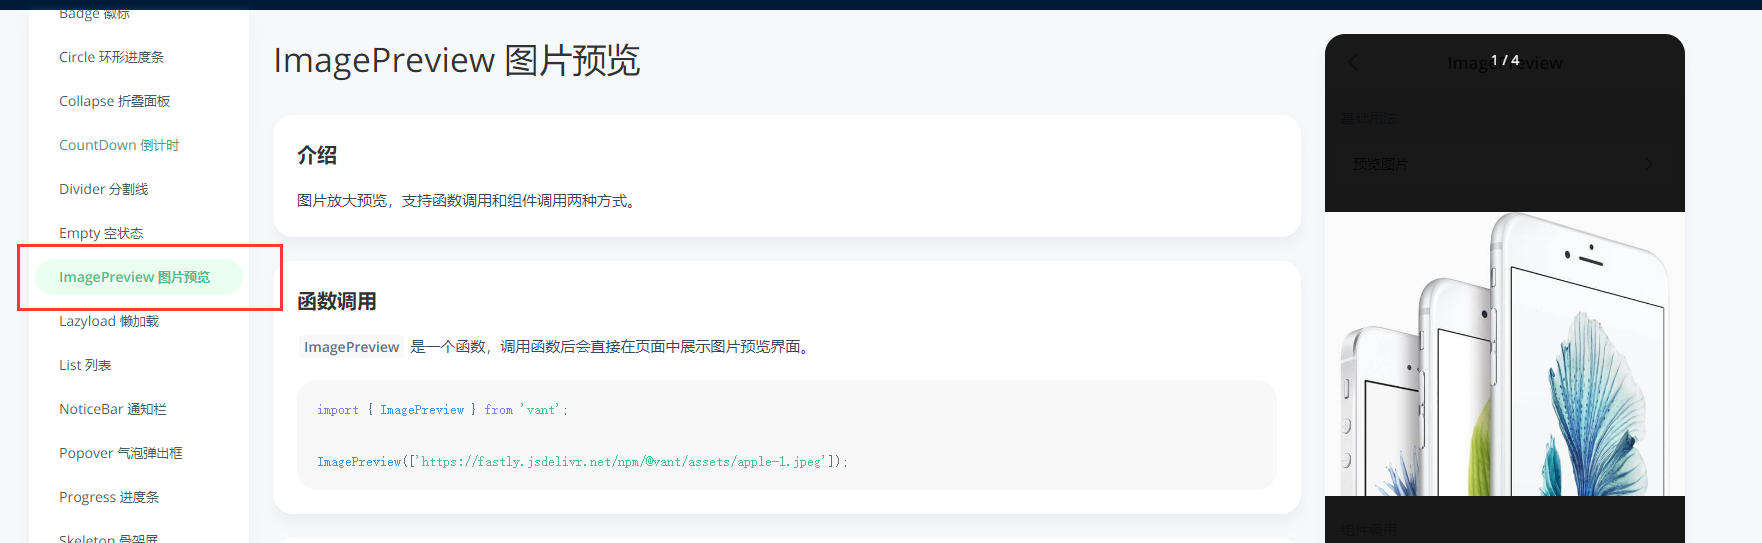 Badge 徽标
Circle 环形进度条
Collapse 折叠面板
CountDown 倒计时
Divider 分割线
Empty 空状态
ImagePreview 图片预览
Lazyload 懒加载
List 列表
NoticeBar 通知栏
Popover 气泡弹出框
Progress 进度条
Skeleton 骨架屏
ImagePreview 图片预览
介绍
图片放大预览，支持函数调用和组件调用两种方式。
函数调用
ImagePreview 是一个函数，调用函数后会直接在页面中展示图片预览界面。
import { ImagePreview } from 'vant';
ImagePreview(['https://fastly.jsdelivr.net/npm/@vant/assets/apple-1.jpeg']);
ImagePreview
1 / 4
基础用法
预览图片
组件调用